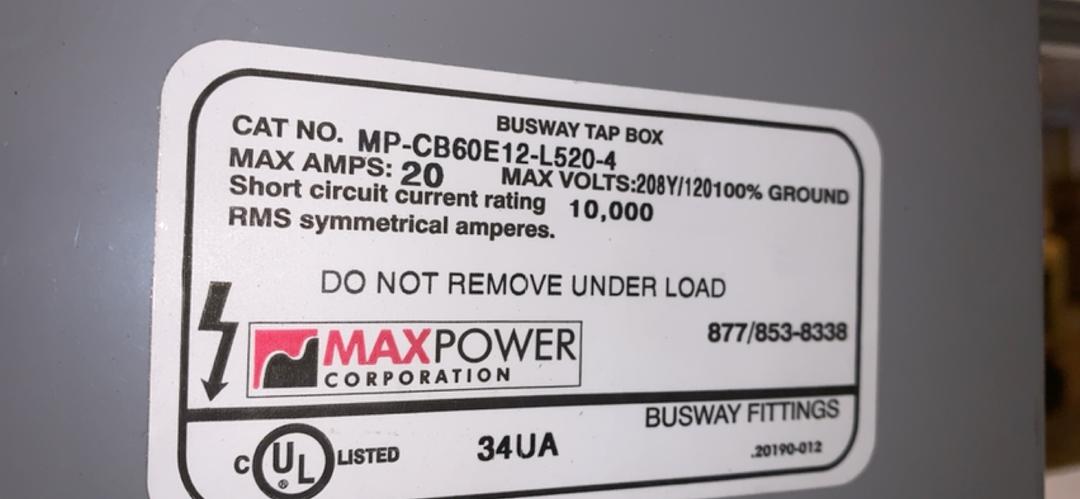 BUSWAY TAP BOX
CAT NO. MP-CB60E12-L520-4
MAX AMPS: 20 MAX VOLTS:208Y/120100% GROUND
Short circuit current rating 10,000
RMS symmetrical amperes.
DO NOT REMOVE UNDER LOAD
MAXPOWER
CORPORATION
877/853-8338
BUSWAY FITTINGS
C UL ® LISTED 34UA
.20190-012